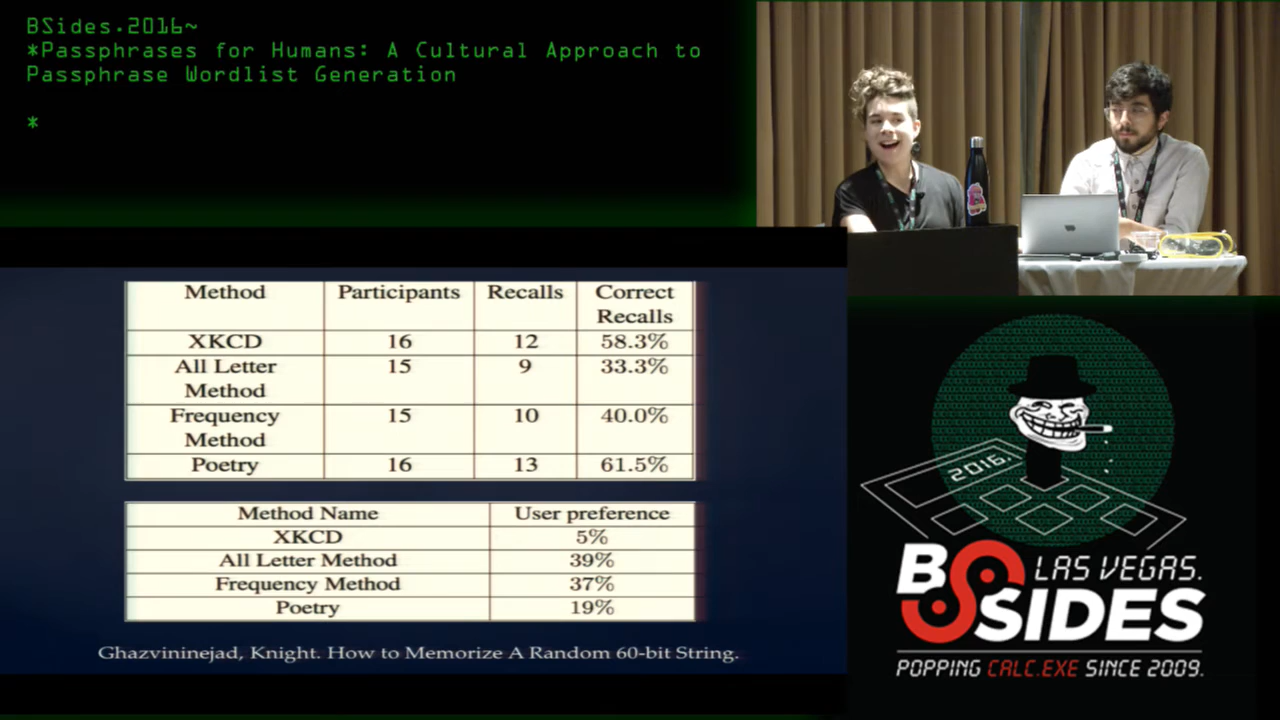 BSides.2016~
*Passphrases for Humans: A Cultural Approach to
Passphrase Wordlist Generation
*
Method Participants Recalls Correct
Recalls
XKCD 16 12 58.3%
All Letter
Method 15 9 33.3%
Frequency
Method 15 10 40.0%
Poetry 16 13 61.5%
Method Name User preference
XKCD 5%
All Letter Method 39%
Frequency Method 37%
Poetry 19%
Ghazvininejad, Knight. How to Memorize A Random 60-bit String.
2016.
BSIDES
LAS VEGAS.
POPPING CALC.EXE SINCE 2009.